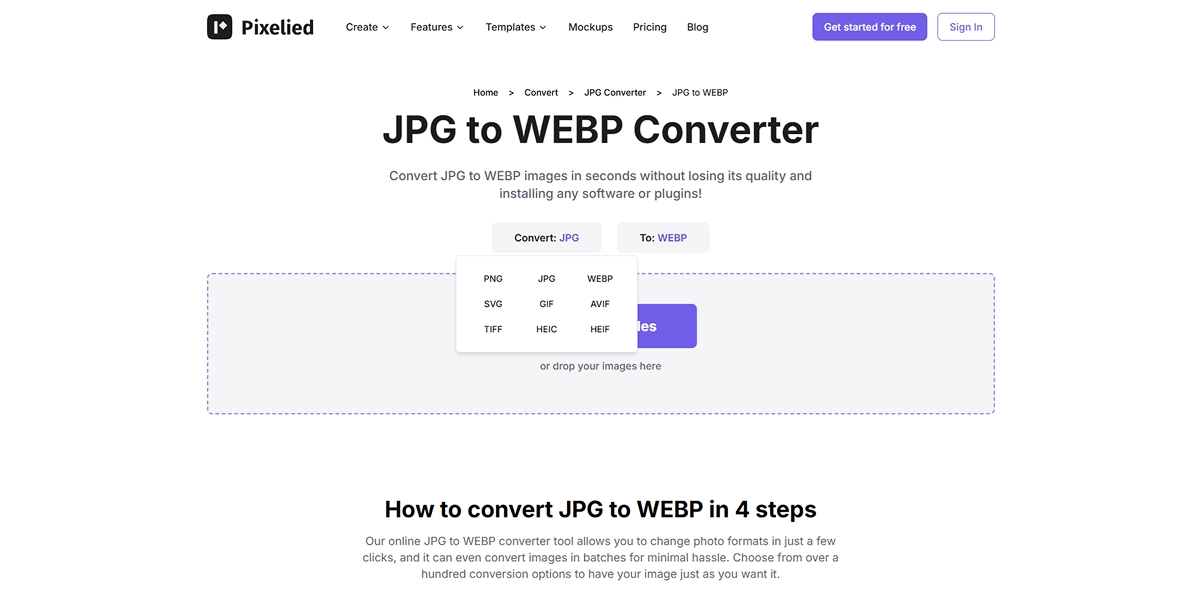 Pixelied
Create
Features
Templates
Mockups
Pricing
Blog
Get started for free
Sign In
Home > Convert > JPG Converter > JPG to WEBP
JPG to WEBP Converter
Convert JPG to WEBP images in seconds without losing its quality and
installing any software or plugins!
Convert: JPG
To: WEBP
PNG JPG WEBP
SVG GIF AVIF
TIFF HEIC HEIF
or drop your images here
How to convert JPG to WEBP in 4 steps
Our online JPG to WEBP converter tool allows you to change photo formats in just a few
clicks, and it can even convert images in batches for minimal hassle. Choose from over a
hundred conversion options to have your image just as you want it.